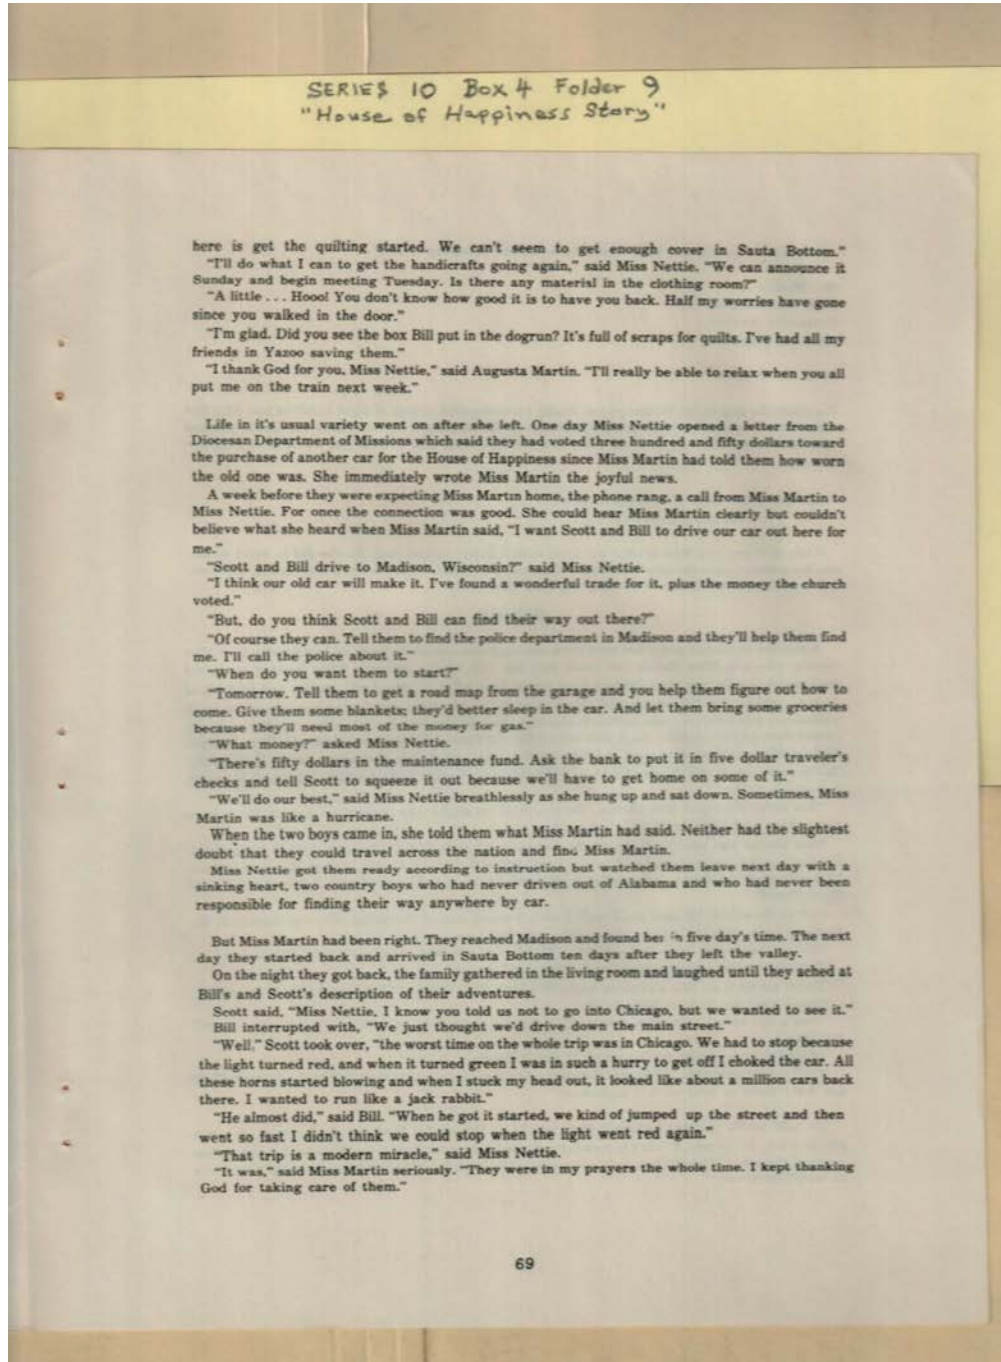 SERIES 10 Box 4 Folder 9
"House of Happiness Story"
here is get the quilting started. We can't seem to get enough cover in Sauta Bottom."
"I'll do what I can to get the handicrafts going again," said Miss Nettie. "We can announce it
Sunday and begin meeting Tuesday. Is there any material in the clothing room?"
"A little . . . Hooo! You don't know how good it is to have you back. Half my worries have gone
since you walked in the door."
"I'm glad. Did you see the box Bill put in the dogrun? It's full of scraps for quilts. I've had all my
friends in Yazoo saving them."
"I thank God for you, Miss Nettie," said Augusta Martin. "I'll really be able to relax when you all
put me on the train next week."
Life in it's usual variety went on after she left. One day Miss Nettie opened a letter from the
Diocesan Department of Missions which said they had voted three hundred and fifty dollars toward
the purchase of another car for the House of Happiness since Miss Martin had told them how worn
the old one was. She immediately wrote Miss Martin the joyful news.
A week before they were expecting Miss Martin home, the phone rang, a call from Miss Martin to
Miss Nettie. For once the connection was good. She could hear Miss Martin clearly but couldn't
believe what she heard when Miss Martin said, "I want Scott and Bill to drive our car out here for
me."
"Scott and Bill drive to Madison, Wisconsin?" said Miss Nettie.
"I think our old car will make it. I've found a wonderful trade for it, plus the money the church
voted."
"But, do you think Scott and Bill can find their way out there?"
"Of course they can. Tell them to find the police department in Madison and they'll help them find
me. I'll call the police about it."
"When do you want them to start?"
"Tomorrow. Tell them to get a road map from the garage and you help them figure out how to
come. Give them some blankets; they'd better sleep in the car. And let them bring some groceries
because they'll need most of the money for gas."
"What money?" asked Miss Nettie.
"There's fifty dollars in the maintenance fund. Ask the bank to put it in five dollar traveler's
checks and tell Scott to squeeze it out because we'll have to get home on some of it."
"We'll do our best," said Miss Nettie breathlessly as she hung up and sat down. Sometimes, Miss
Martin was like a hurricane.
When the two boys came in, she told them what Miss Martin had said. Neither had the slightest
doubt that they could travel across the nation and find Miss Martin.
Miss Nettie got them ready according to instruction but watched them leave next day with a
sinking heart, two country boys who had never driven out of Alabama and who had never been
responsible for finding their way anywhere by car.
But Miss Martin had been right. They reached Madison and found her in five day's time. The next
day they started back and arrived in Sauta Bottom ten days after they left the valley.
On the night they got back, the family gathered in the living room and laughed until they ached at
Bill's and Scott's description of their adventures.
Scott said, "Miss Nettie, I know you told us not to go into Chicago, but we wanted to see it."
Bill interrupted with, "We just thought we'd drive down the main street."
"Well," Scott took over, "the worst time on the whole trip was in Chicago. We had to stop because
the light turned red, and when it turned green I was in such a hurry to get off I choked the car. All
these horns started blowing and when I stuck my head out, it looked like about a million cars back
there. I wanted to run like a jack rabbit."
"He almost did," said Bill. "When he got it started, we kind of jumped up the street and then
went so fast I didn't think we could stop when the light went red again."
"That trip is a modern miracle," said Miss Nettie.
"It was," said Miss Martin seriously. "They were in my prayers the whole time. I kept thanking
God for taking care of them."
69